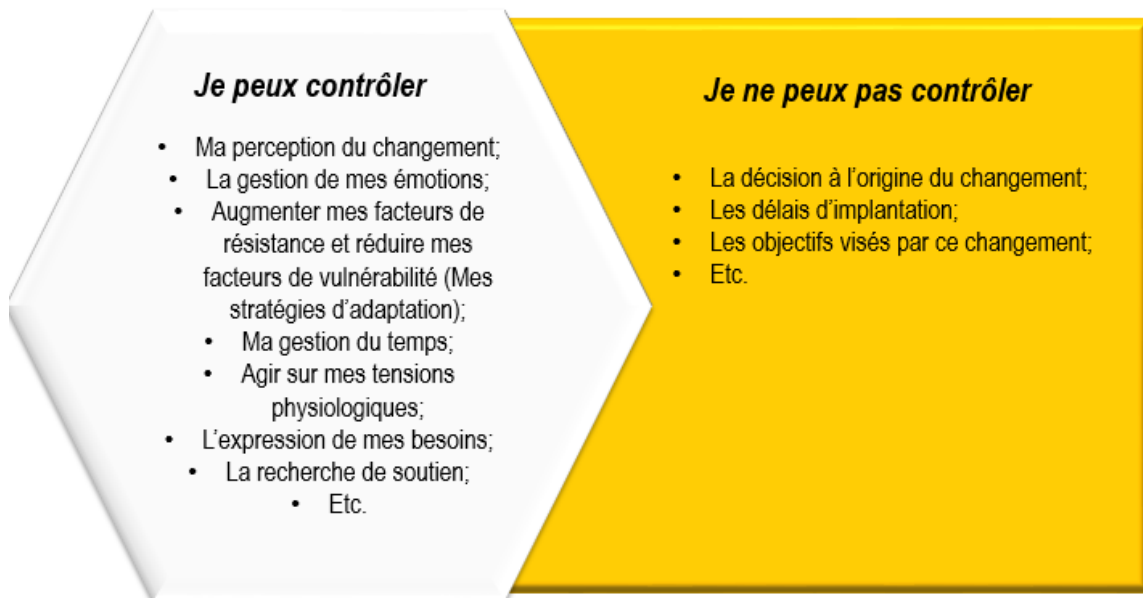 Je peux contrôler
• Ma perception du changement;
• La gestion de mes émotions;
• Augmenter mes facteurs de
résistance et réduire mes
facteurs de vulnérabilité (Mes
stratégies d’adaptation);
• Ma gestion du temps;
• Agir sur mes tensions
physiologiques;
• L’expression de mes besoins;
• La recherche de soutien;
• Etc.
Je ne peux pas contrôler
• La décision à l’origine du changement;
• Les délais d’implantation;
• Les objectifs visés par ce changement;
• Etc.